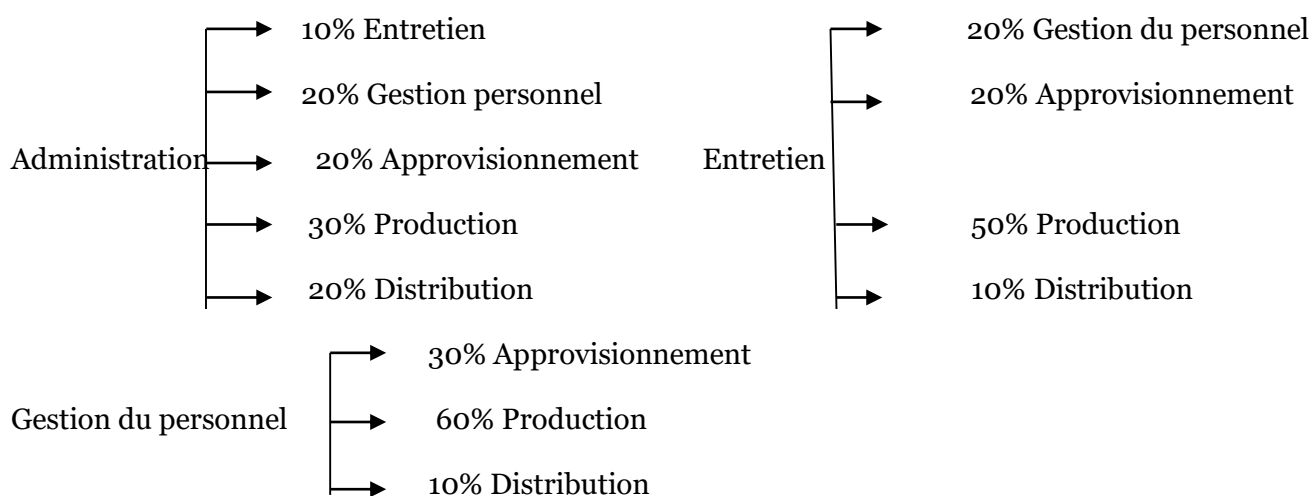 10% Entretien
20% Gestion personnel
Administration 20% Approvisionnement
30% Production
20% Distribution
20% Gestion du personnel
20% Approvisionnement
Entretien
50% Production
10% Distribution
30% Approvisionnement
Gestion du personnel 60% Production
10% Distribution